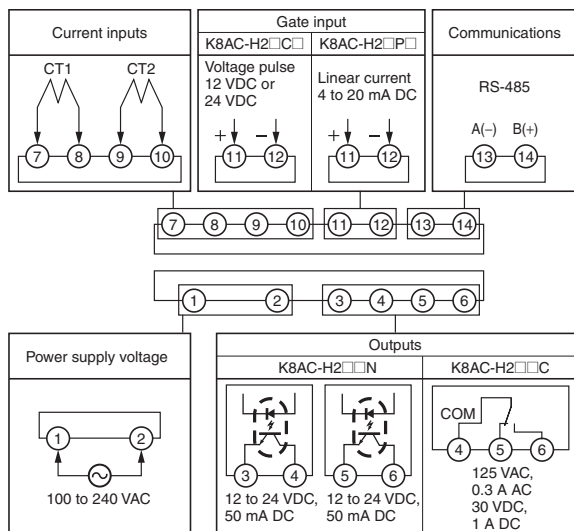 Current inputs
CT1 CT2
7 8 9 10
Gate input
K8AC-H2□C□ K8AC-H2□P□
Voltage pulse
12 VDC or
24 VDC
+ −
11 12
Linear current
4 to 20 mA DC
+ −
11 12
Communications
RS-485
A(−) B(+)
13 14
7 8 9 10 11 12 13 14
1 2 3 4 5 6
Power supply voltage
1 2
100 to 240 VAC
Outputs
K8AC-H2□□N K8AC-H2□□C
3 4
12 to 24 VDC,
50 mA DC
5 6
12 to 24 VDC,
50 mA DC
COM
4 5 6
125 VAC,
0.3 A AC
30 VDC,
1 A DC